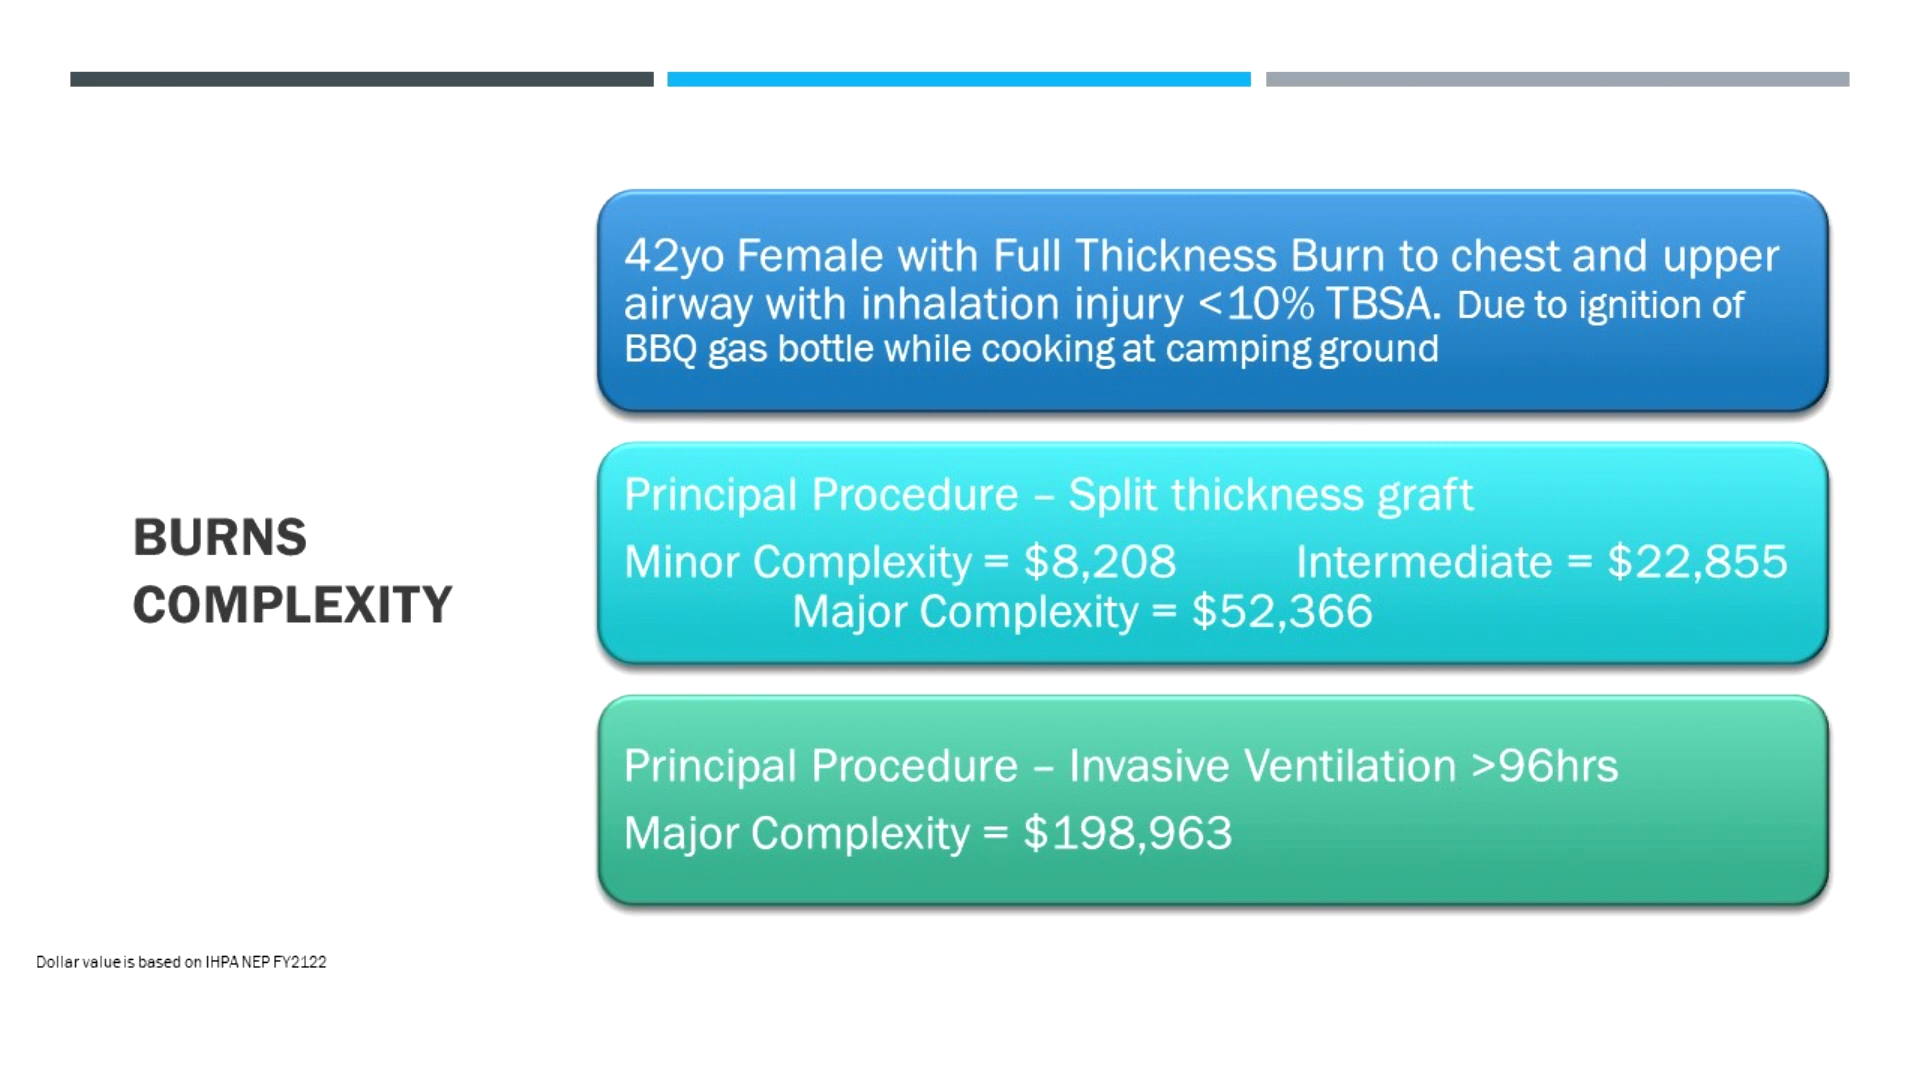 BURNS
COMPLEXITY
42yo Female with Full Thickness Burn to chest and upper
airway with inhalation injury <10% TBSA. Due to ignition of
BBQ gas bottle while cooking at camping ground
Principal Procedure – Split thickness graft
Minor Complexity = $8,208 Intermediate = $22,855
Major Complexity = $52,366
Principal Procedure – Invasive Ventilation >96hrs
Major Complexity = $198,963
Dollar value is based on IHPA NEP FY2122